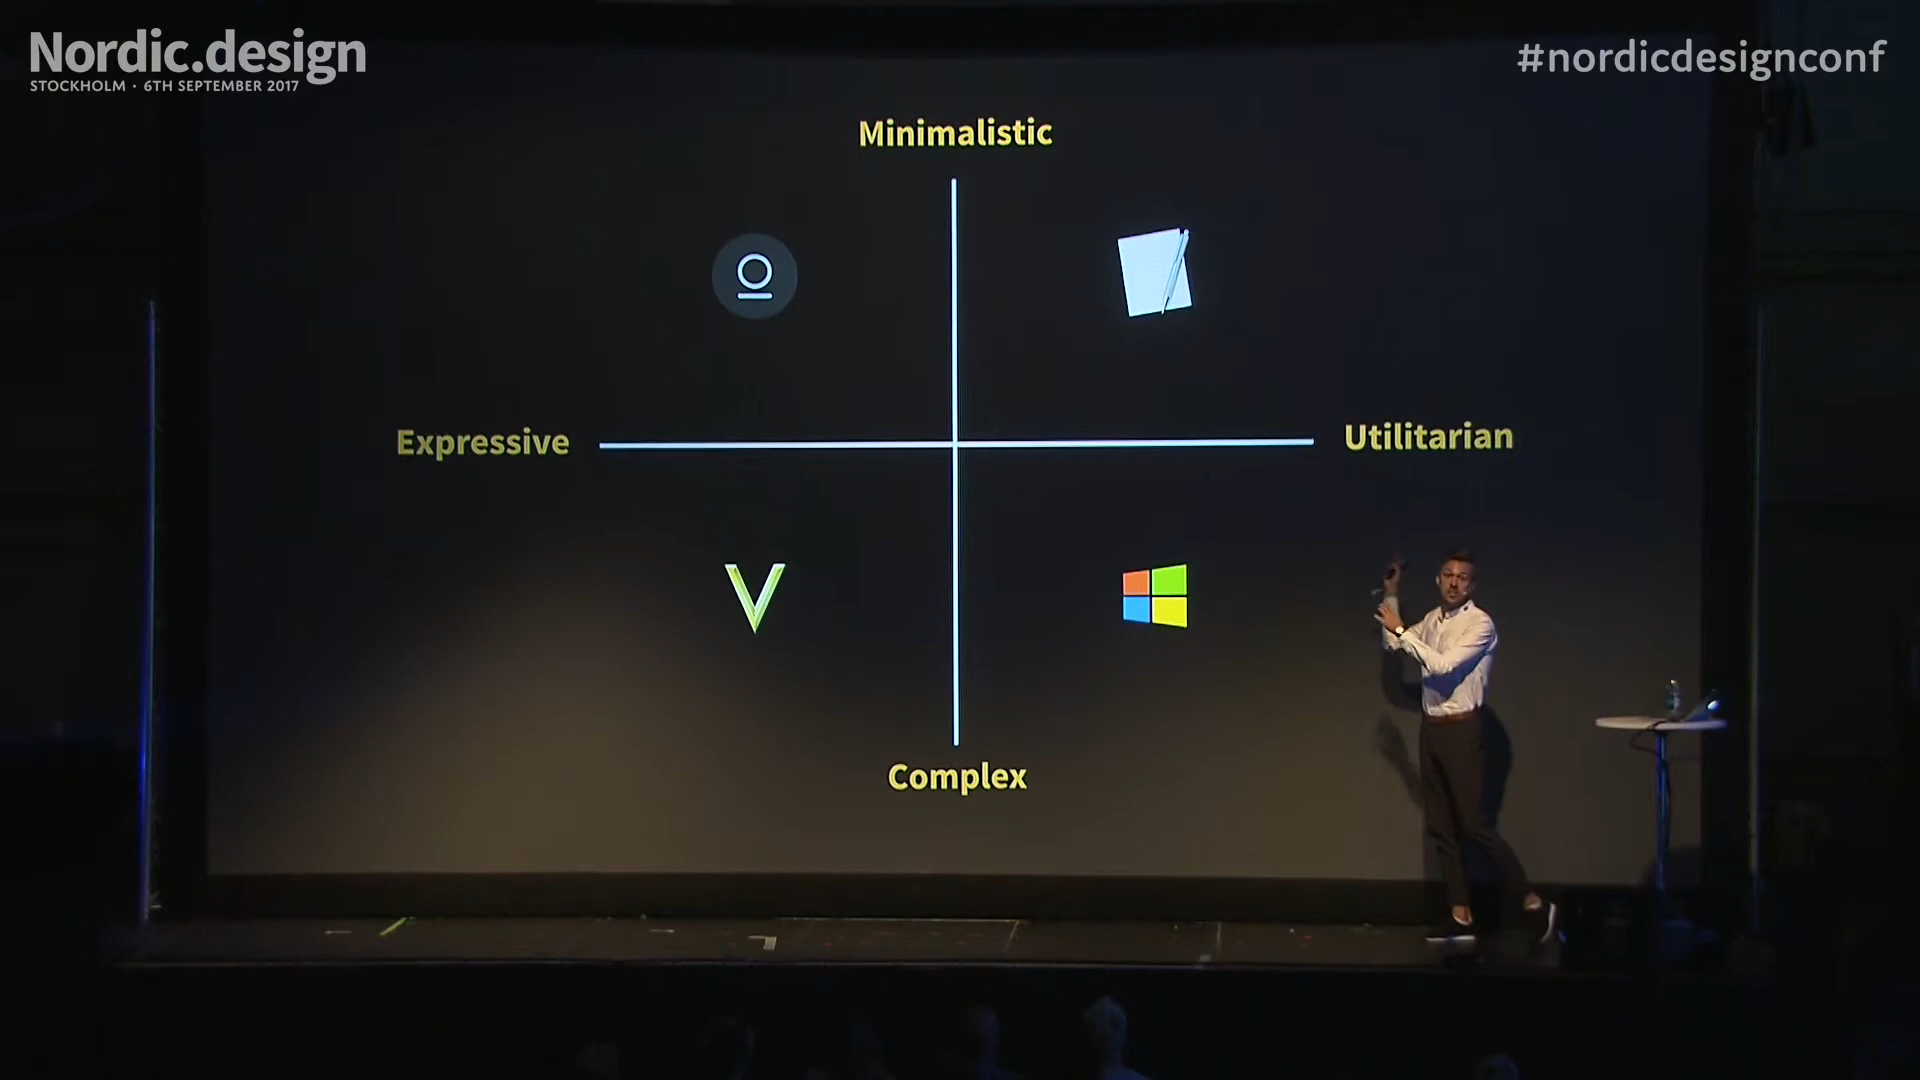 Nordic.design
STOCKHOLM · 6TH SEPTEMBER 2017
#nordicdesignconf
Minimalistic
Expressive
Utilitarian
Complex